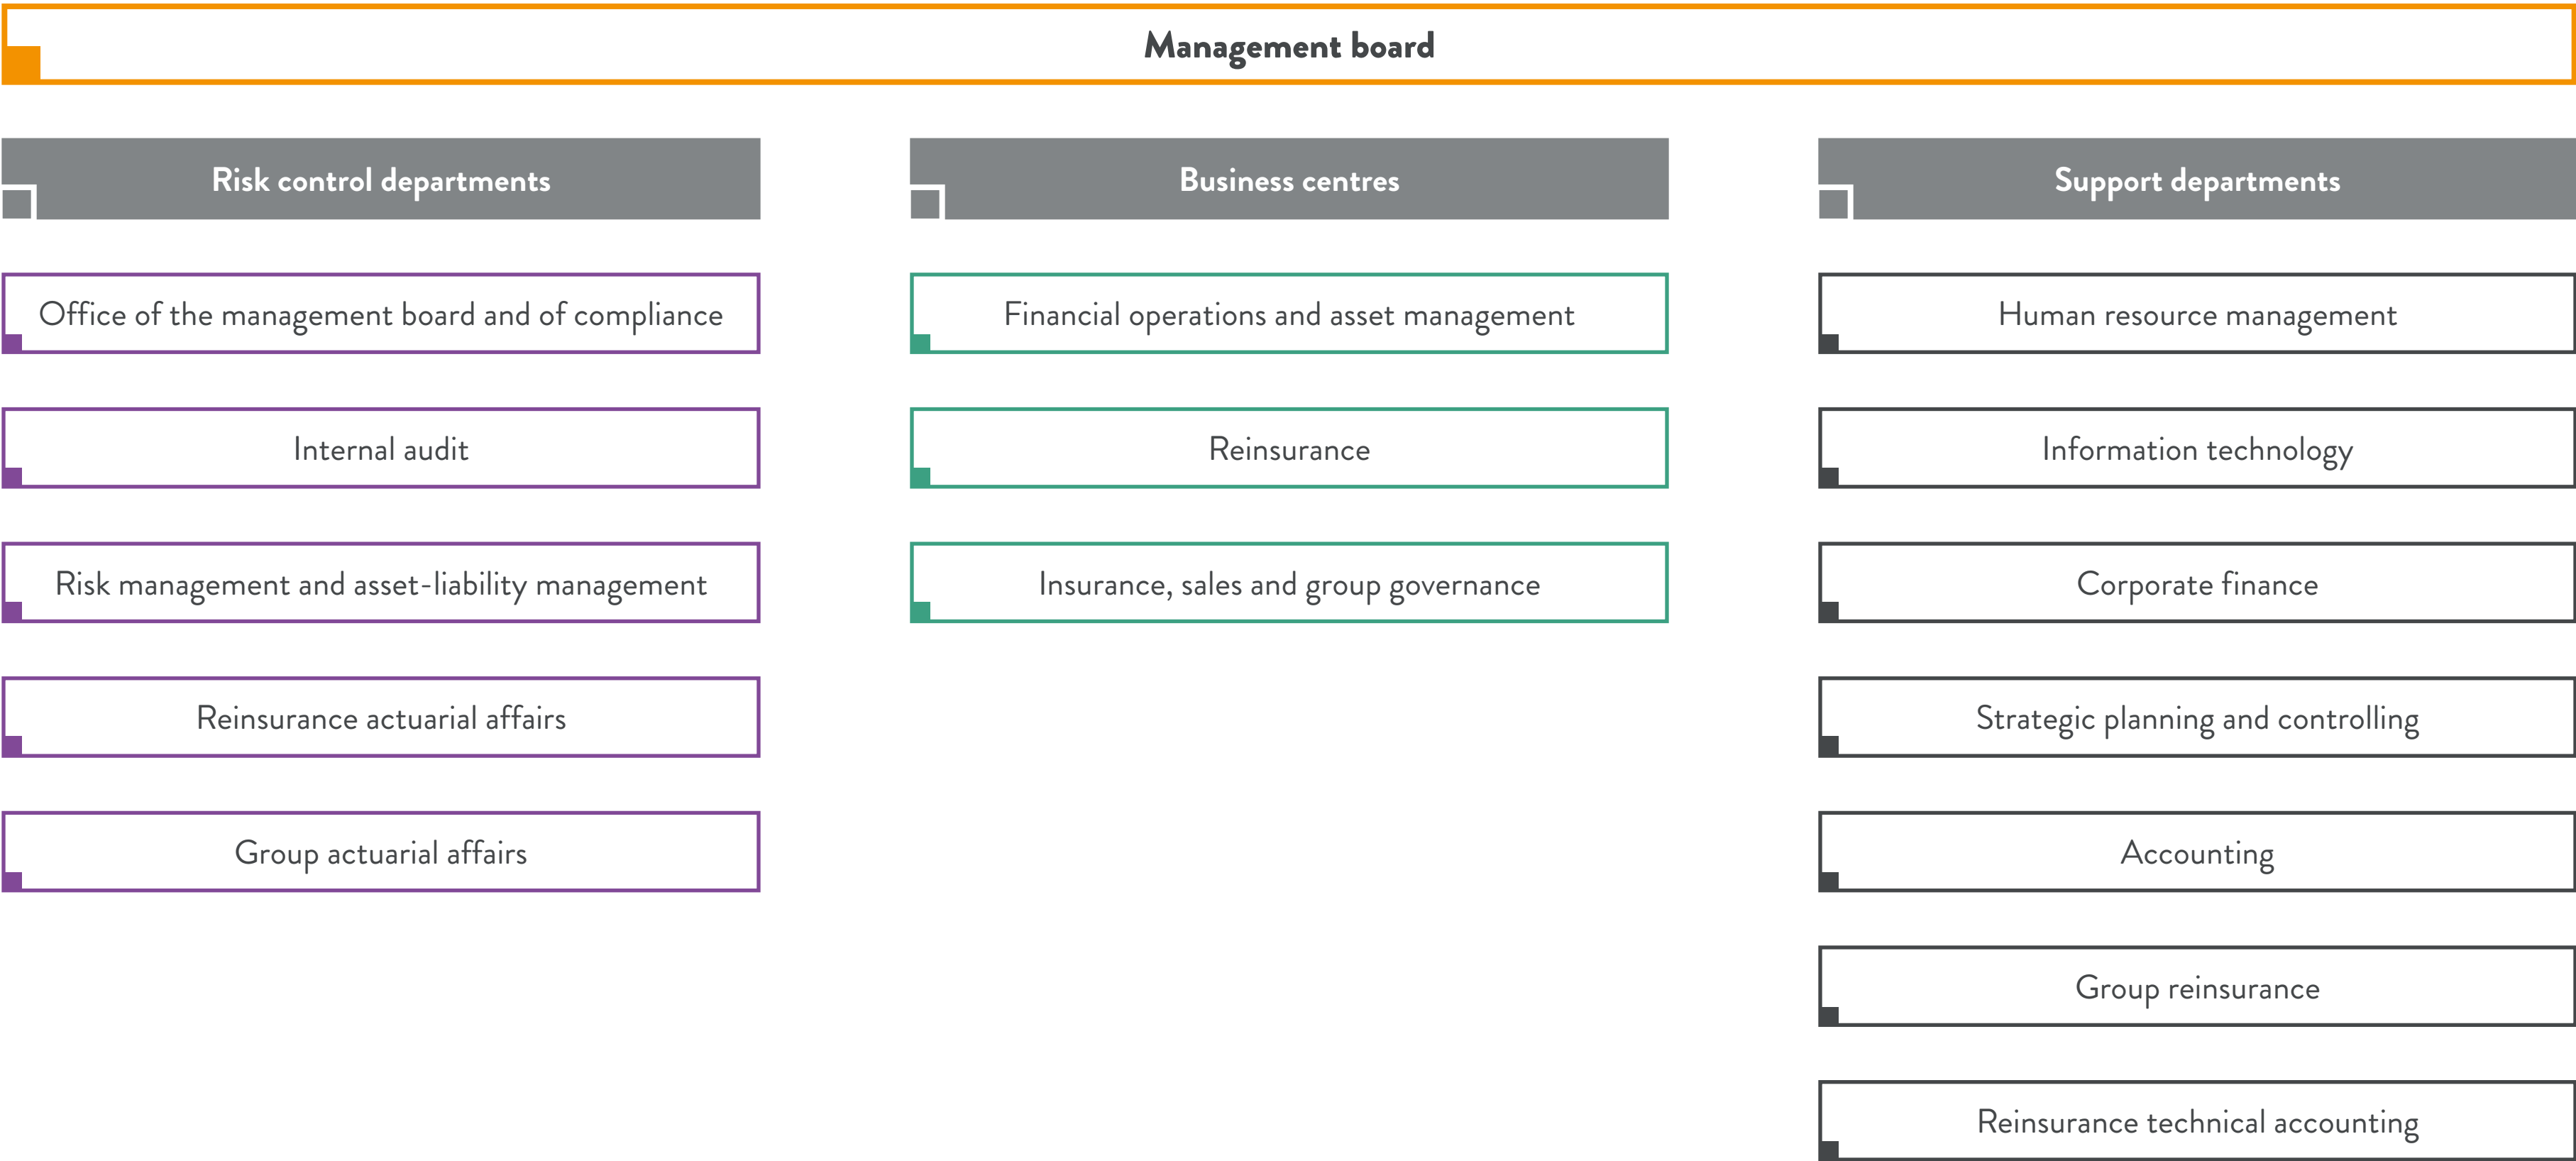 Management board
Risk control departments
Office of the management board and of compliance
Internal audit
Risk management and asset-liability management
Reinsurance actuarial affairs
Group actuarial affairs
Business centres
Financial operations and asset management
Reinsurance
Insurance, sales and group governance
Support departments
Human resource management
Information technology
Corporate finance
Strategic planning and controlling
Accounting
Group reinsurance
Reinsurance technical accounting